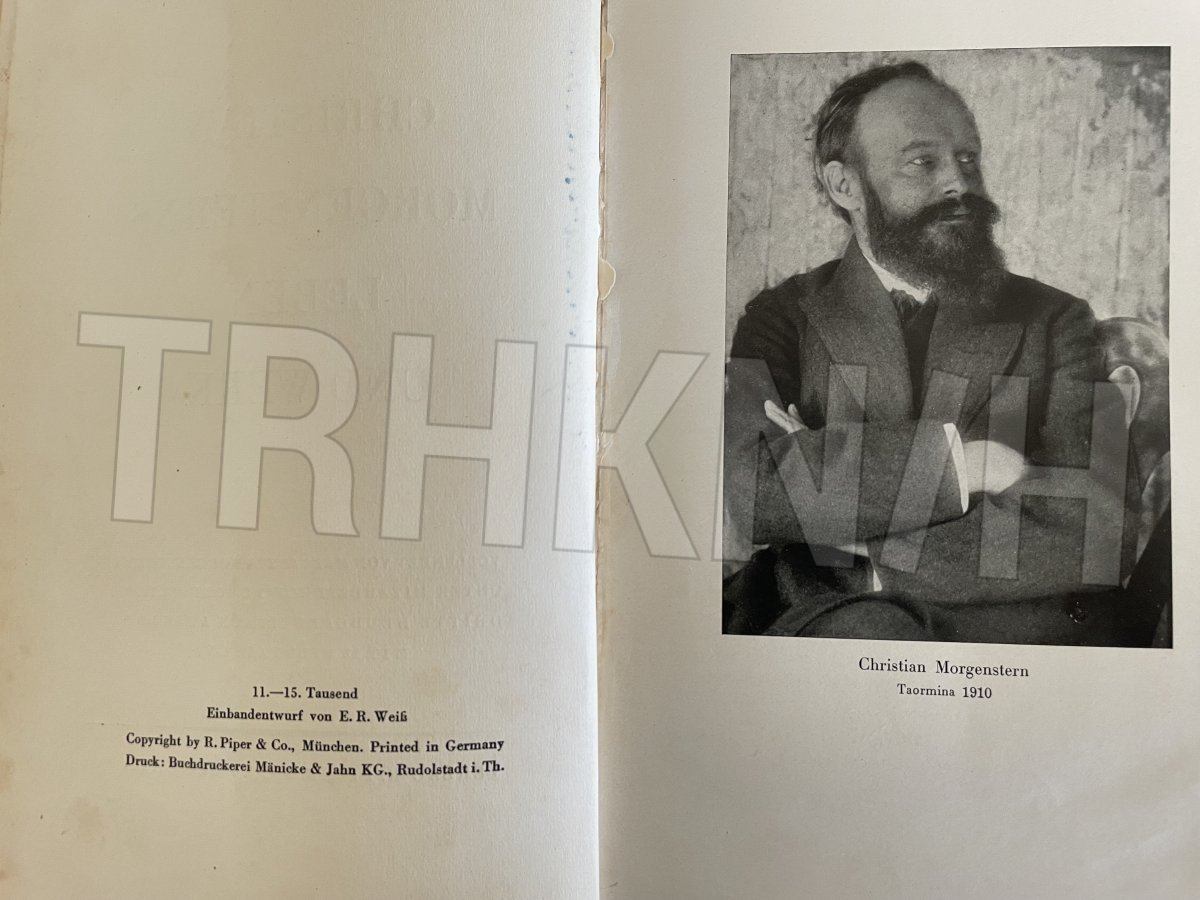 11.—15. Tausend
Einbandentwurf von E. R. Weiß
Copyright by R. Piper & Co., München. Printed in Germany
Druck: Buchdruckerei Mänicke & Jahn KG., Rudolstadt i. Th.
Christian Morgenstern
Taormina 1910
TRHKN/H